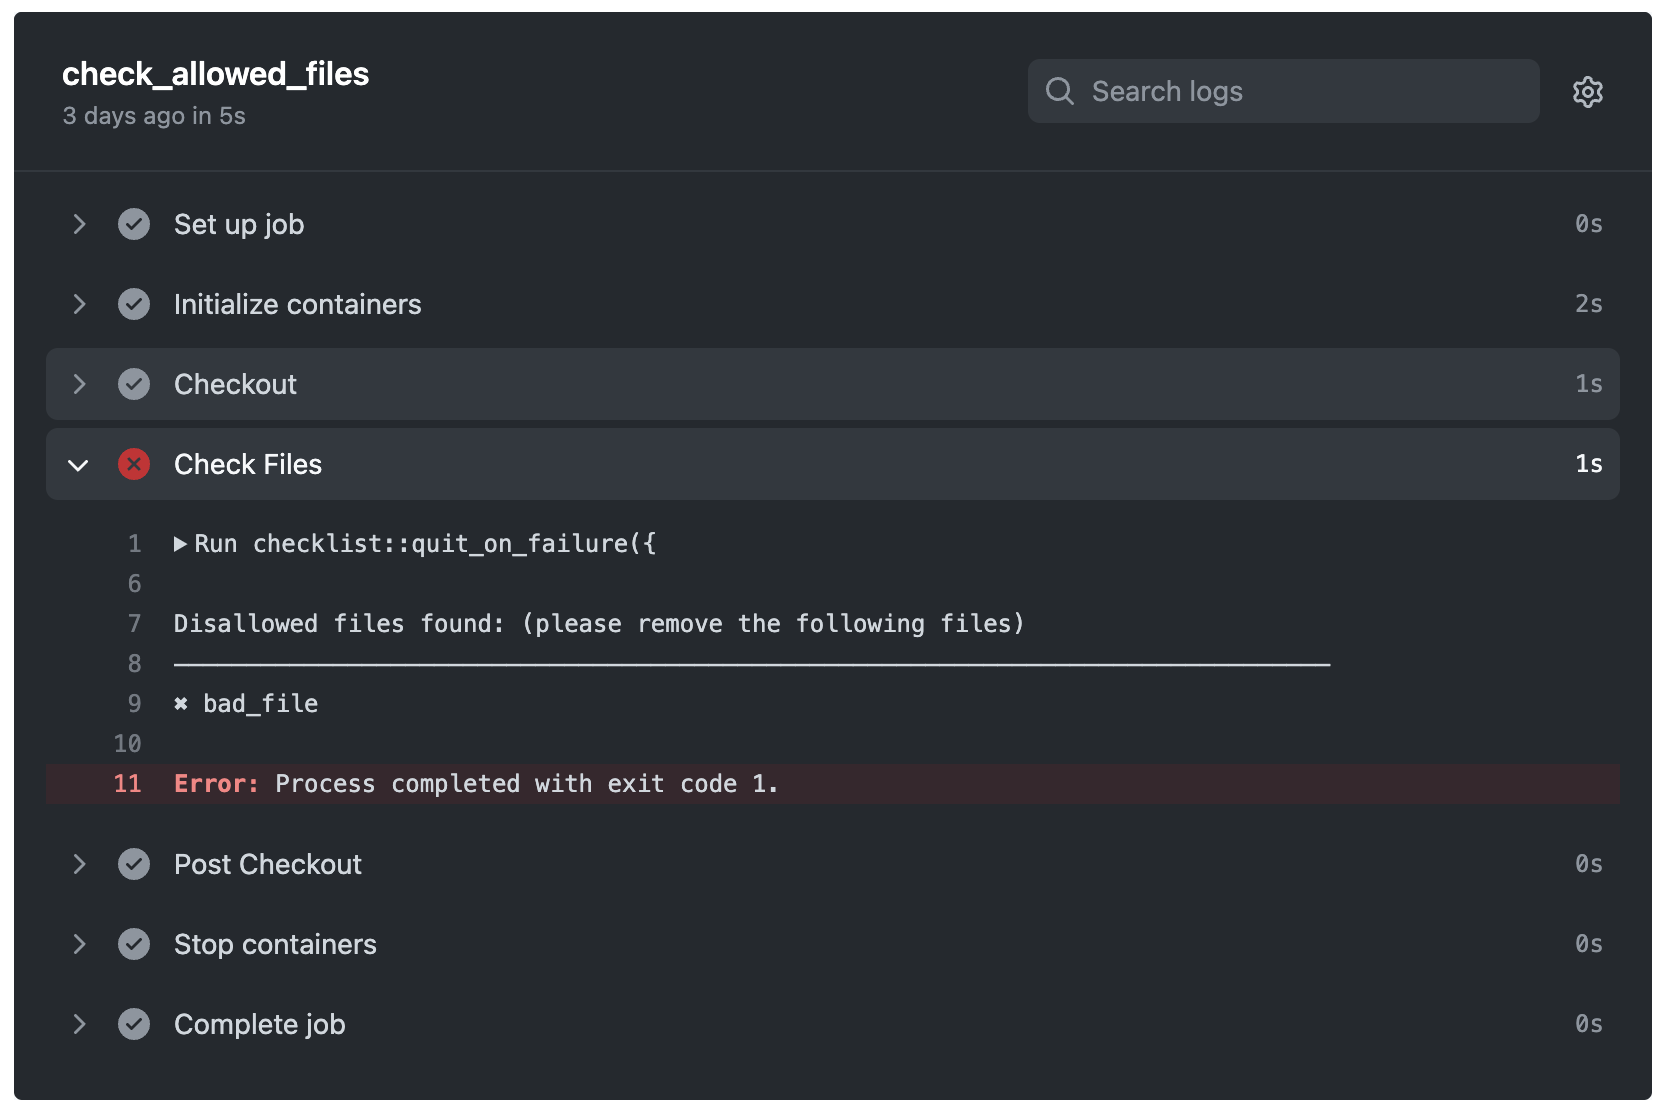 check_allowed_files
3 days ago in 5s
Search logs
Set up job 0s
Initialize containers 2s
Checkout 1s
Check Files 1s
1 Run checklist::quit_on_failure({
6
7 Disallowed files found: (please remove the following files)
8 ────────────────────────────────────────────────────────────────────────────────
9 ✖ bad_file
10
11 Error: Process completed with exit code 1.
Post Checkout 0s
Stop containers 0s
Complete job 0s